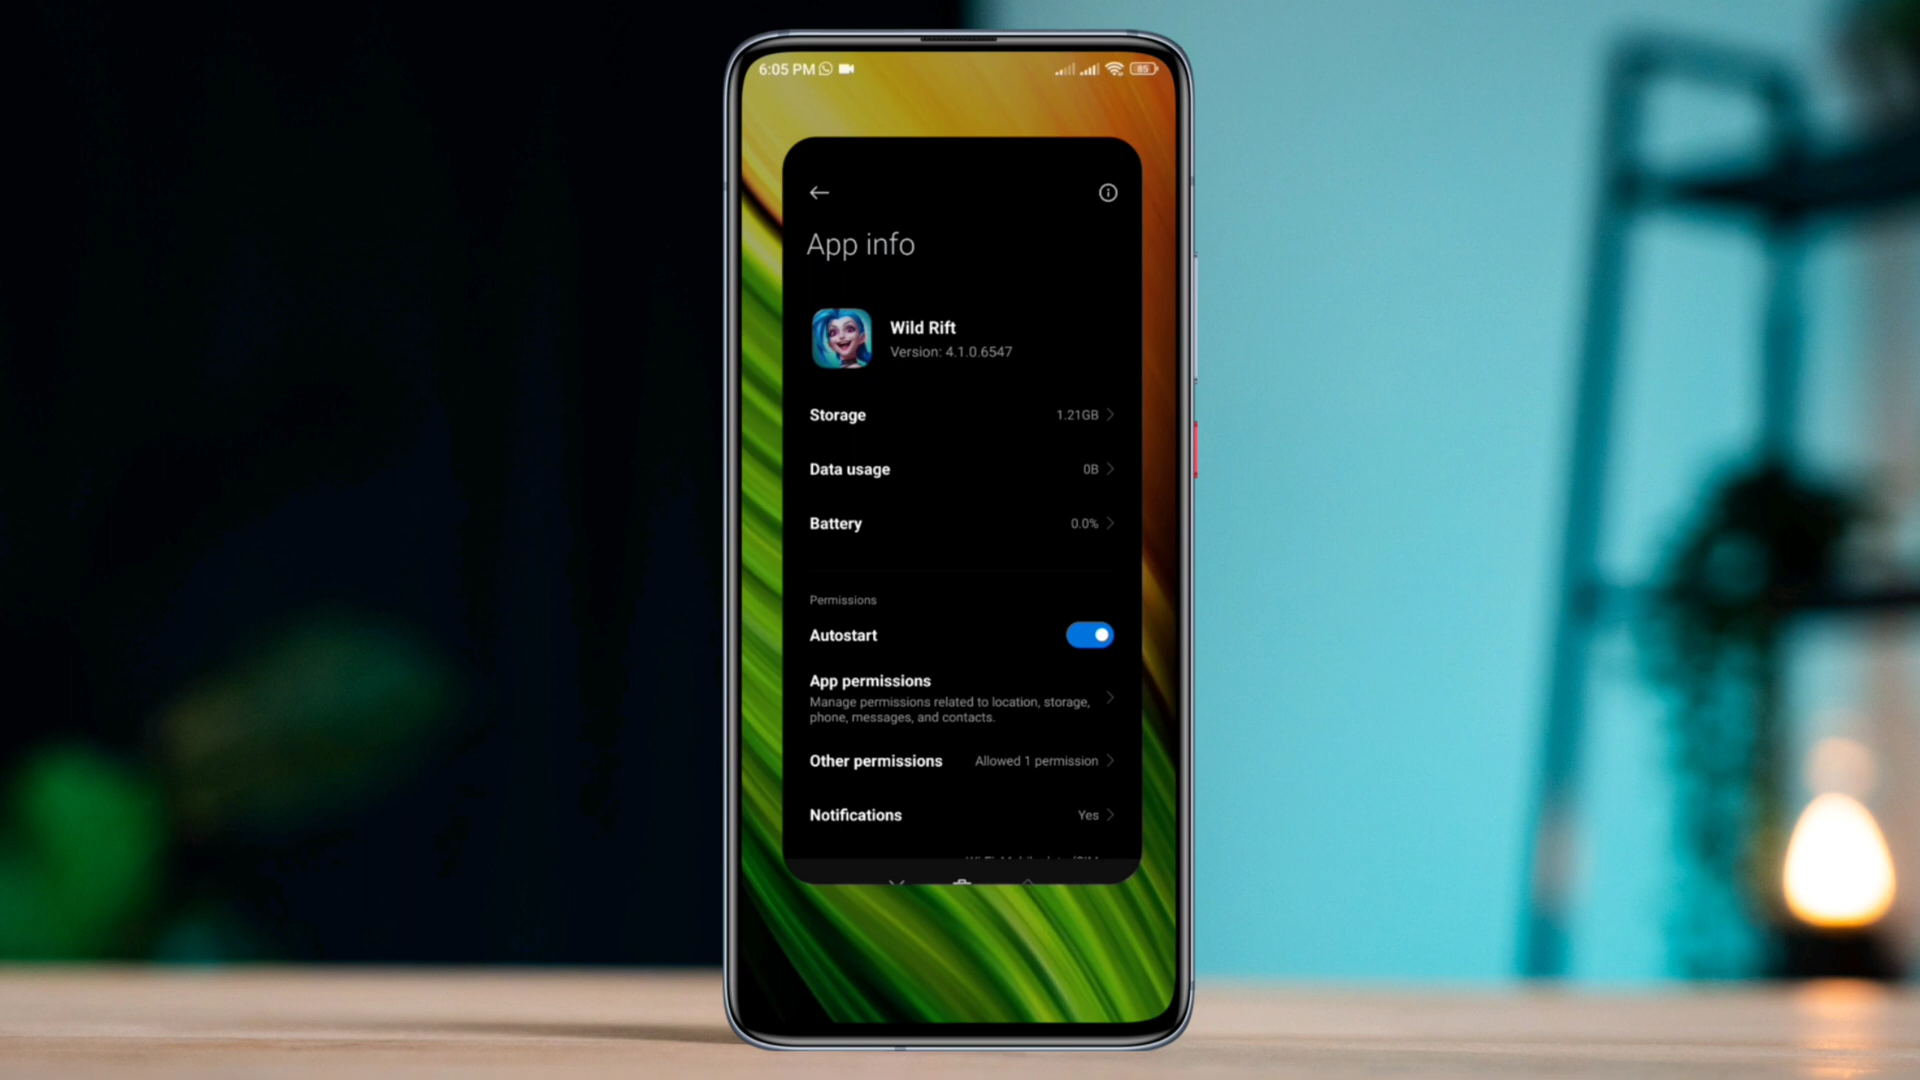 6:05 PM
85
App info
Wild Rift
Version: 4.1.0.6547
Storage 1.21GB
Data usage 0B
Battery 0.0%
Permissions
Autostart
App permissions
Manage permissions related to location, storage,
phone, messages, and contacts.
Other permissions Allowed 1 permission
Notifications Yes